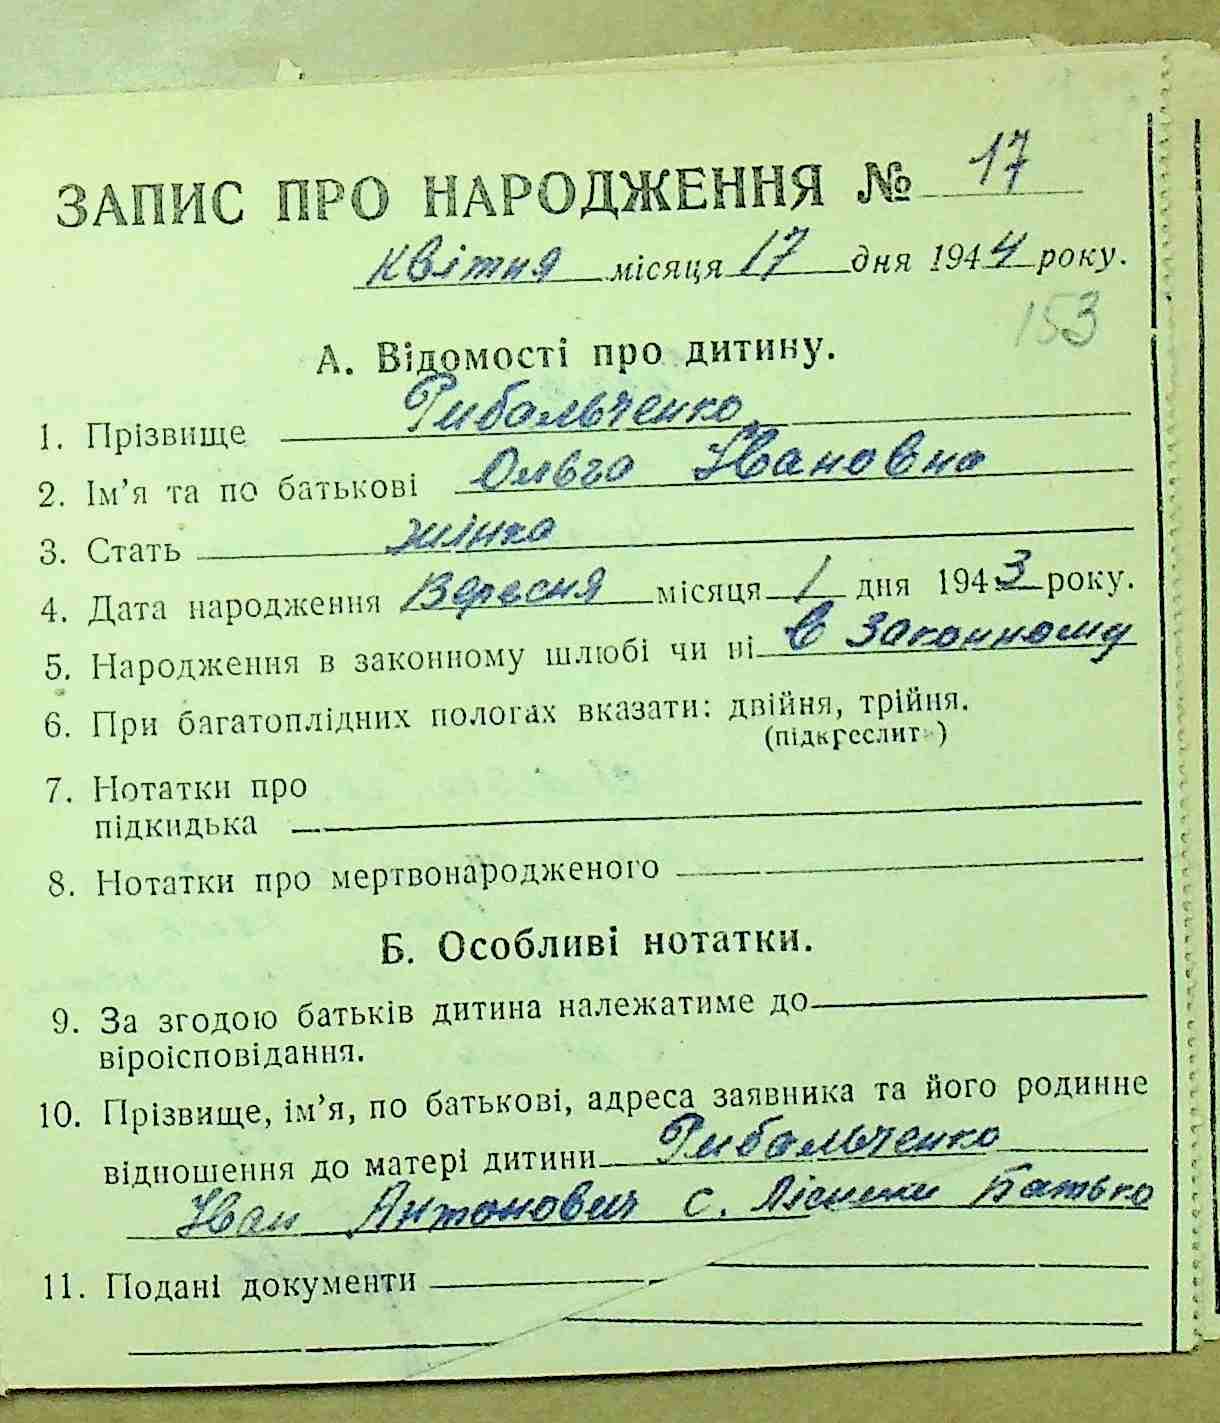 ЗАПИС ПРО НАРОДЖЕННЯ № 17
Квітня місяця 17 дня 1944 року.
153
А. Відомості про дитину.
1. Прізвище Рибальченко
2. Ім’я та по батькові Ольга Івановна
3. Стать жінка
4. Дата народження Вересня місяця 1 дня 1943 року.
5. Народження в законному шлюбі чи ні в законному
6. При багатоплідних пологах вказати: двійня, трійня.
(підкреслить)
7. Нотатки про
підкидька
8. Нотатки про мертвонародженого
Б. Особливі нотатки.
9. За згодою батьків дитина належатиме до
віроісповідання.
10. Прізвище, ім’я, по батькові, адреса заявника та його родинне
відношення до матері дитини Рибальченко
Іван Антонович с. Лісники Батько
11. Подані документи